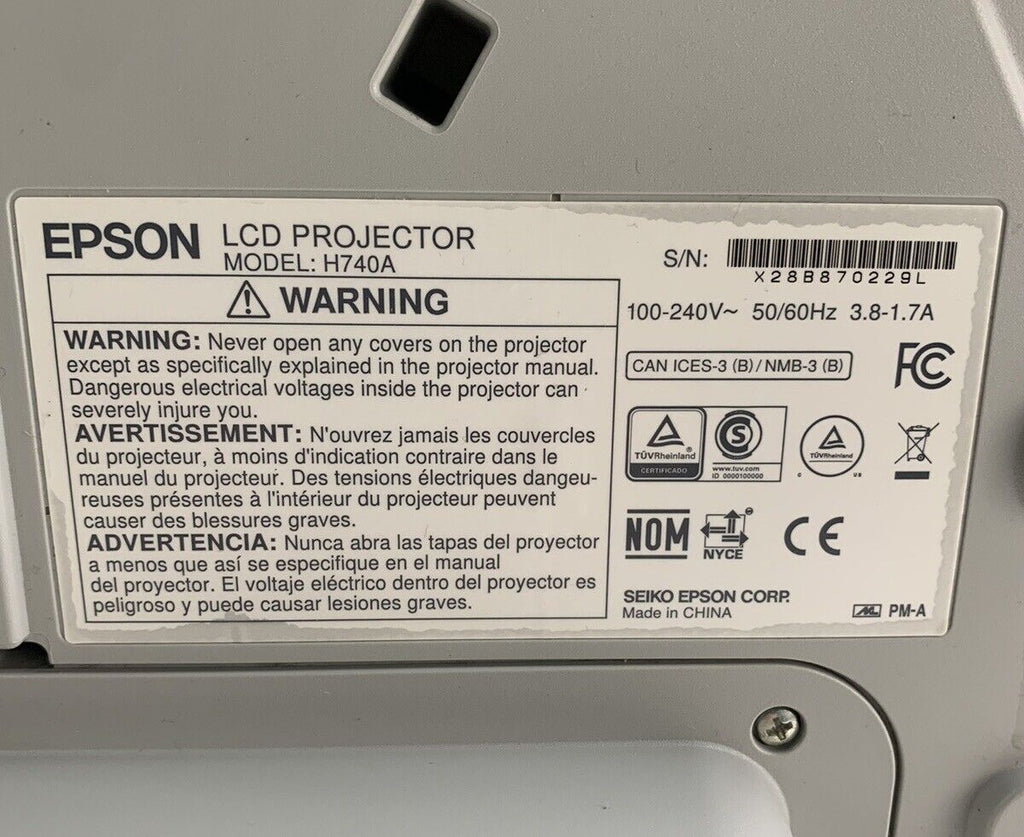 EPSON LCD PROJECTOR
MODEL: H740A
WARNING
WARNING: Never open any covers on the projector
except as specifically explained in the projector manual.
Dangerous electrical voltages inside the projector can
severely injure you.
AVERTISSEMENT: N'ouvrez jamais les couvercles
du projecteur, à moins d'indication contraire dans le
manuel du projecteur. Des tensions électriques dangeu-
reuses présentes à l'intérieur du projecteur peuvent
causer des blessures graves.
ADVERTENCIA: Nunca abra las tapas del proyector
a menos que así se especifique en el manual
del proyector. El voltaje eléctrico dentro del proyector es
peligroso y puede causar lesiones graves.
S/N:
X28B870229L
100-240V~ 50/60Hz 3.8-1.7A
CAN ICES-3 (B) / NMB-3 (B)
FC
TÜVRheinland®
CERTIFICADO
S
www.tuv.com
ID 0000100000
TÜVRheinland
C US
NOM
NYCE
CE
SEIKO EPSON CORP.
Made in CHINA
PM-A